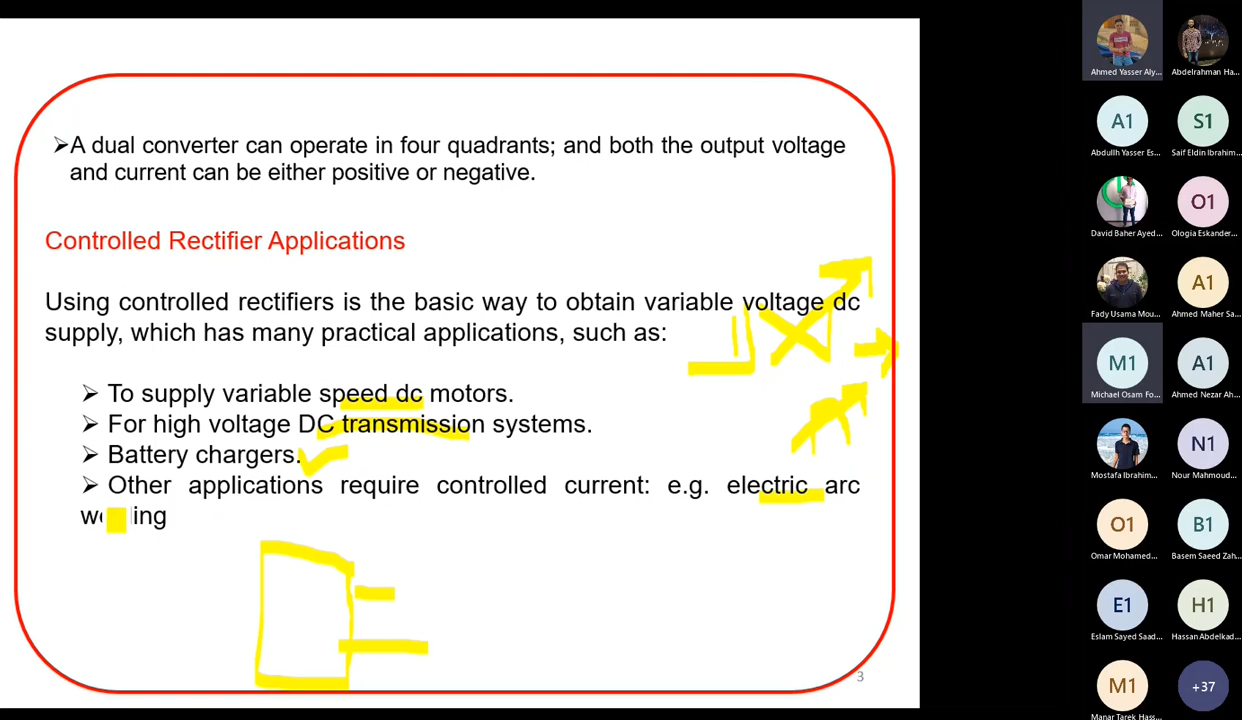 ➢A dual converter can operate in four quadrants; and both the output voltage
and current can be either positive or negative.
Controlled Rectifier Applications
Using controlled rectifiers is the basic way to obtain variable voltage dc
supply, which has many practical applications, such as:
➢ To supply variable speed dc motors.
➢ For high voltage DC transmission systems.
➢ Battery chargers.
➢ Other applications require controlled current: e.g. electric arc
3
Ahmed Yasser Aly...
Abdelrahman Ha...
A1
Abdullh Yasser Es...
S1
Saif Eldin Ibrahim...
David Baher Ayed...
O1
Ologia Eskander...
Fady Usama Mou...
A1
Ahmed Maher Sa...
M1
Michael Osam Fo...
A1
Ahmed Nezar Ah...
Mostafa Ibrahim...
N1
Nour Mahmoud...
O1
Omar Mohamed...
B1
Basem Saeed Zah...
E1
Eslam Sayed Saad...
H1
Hassan Abdelkad...
M1
Manar Tarek Hass...
+37